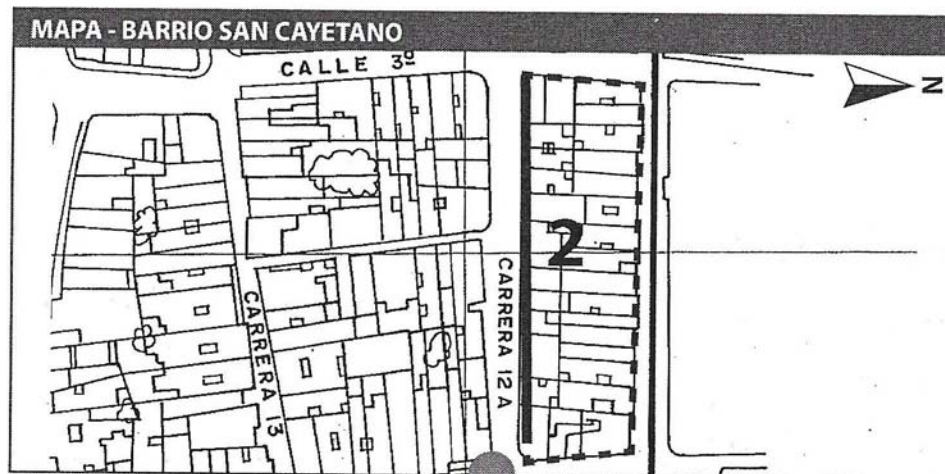 MAPA - BARRIO SAN CAYETANO
CALLE 3ª
N
2
CARRERA 12 A
CARRERA 13